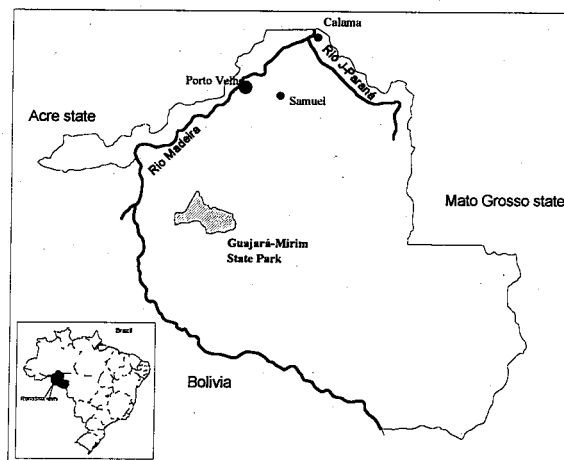 Calama
Rio J-Paraná
Porto Velho
Samuel
Acre state
Rio Madeira
Mato Grosso state
Guajará-Mirim
State Park
Brazil
Bolivia